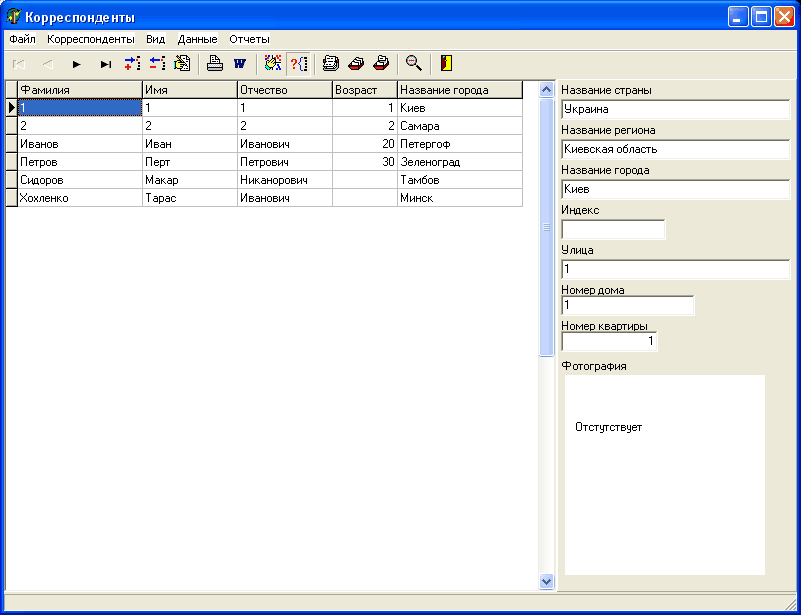 Корреспонденты
Файл Корреспонденты Вид Данные Отчеты
W
Фамилия Имя Отчество Возраст Название города
1 1 1 1 Киев
2 2 2 2 Самара
Иванов Иван Иванович 20 Петергоф
Петров Перт Петрович 30 Зеленоград
Сидоров Макар Никанорович Тамбов
Хохленко Тарас Иванович Минск
Название страны
Украина
Название региона
Киевская область
Название города
Киев
Индекс
Улица
1
Номер дома
1
Номер квартиры
1
Фотография
Отстутствует